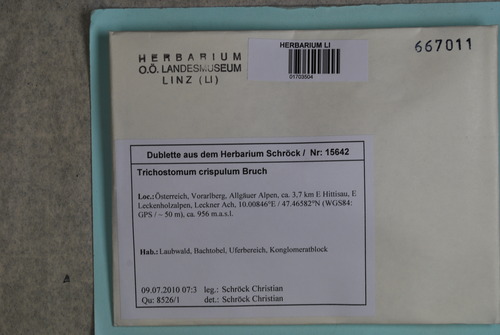 HERBARIUM
O.Ö. LANDESMUSEUM
LINZ (LI)
HERBARIUM LI
01703504
667011
Dublette aus dem Herbarium Schröck / Nr: 15642
Trichostomum crispulum Bruch
Loc.: Österreich, Vorarlberg, Allgäuer Alpen, ca. 3,7 km E Hittisau, E
Leckenholzalpen, Leckner Ach, 10.00846°E / 47.46582°N (WGS84:
GPS / ~ 50 m), ca. 956 m.a.s.l.
Hab.: Laubwald, Bachtobel, Uferbereich, Konglomeratblock
09.07.2010 07:3 leg.: Schröck Christian
Qu: 8526/1 det.: Schröck Christian